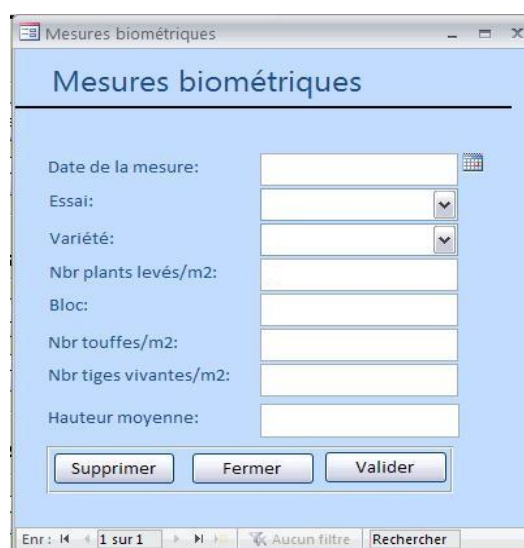 Mesures biométriques
Mesures biométriques
Date de la mesure:
Essai:
Variété:
Nbr plants levés/m2:
Bloc:
Nbr touffes/m2:
Nbr tiges vivantes/m2:
Hauteur moyenne:
Supprimer Fermer Valider
Enr : 1 sur 1 Aucun filtre Rechercher